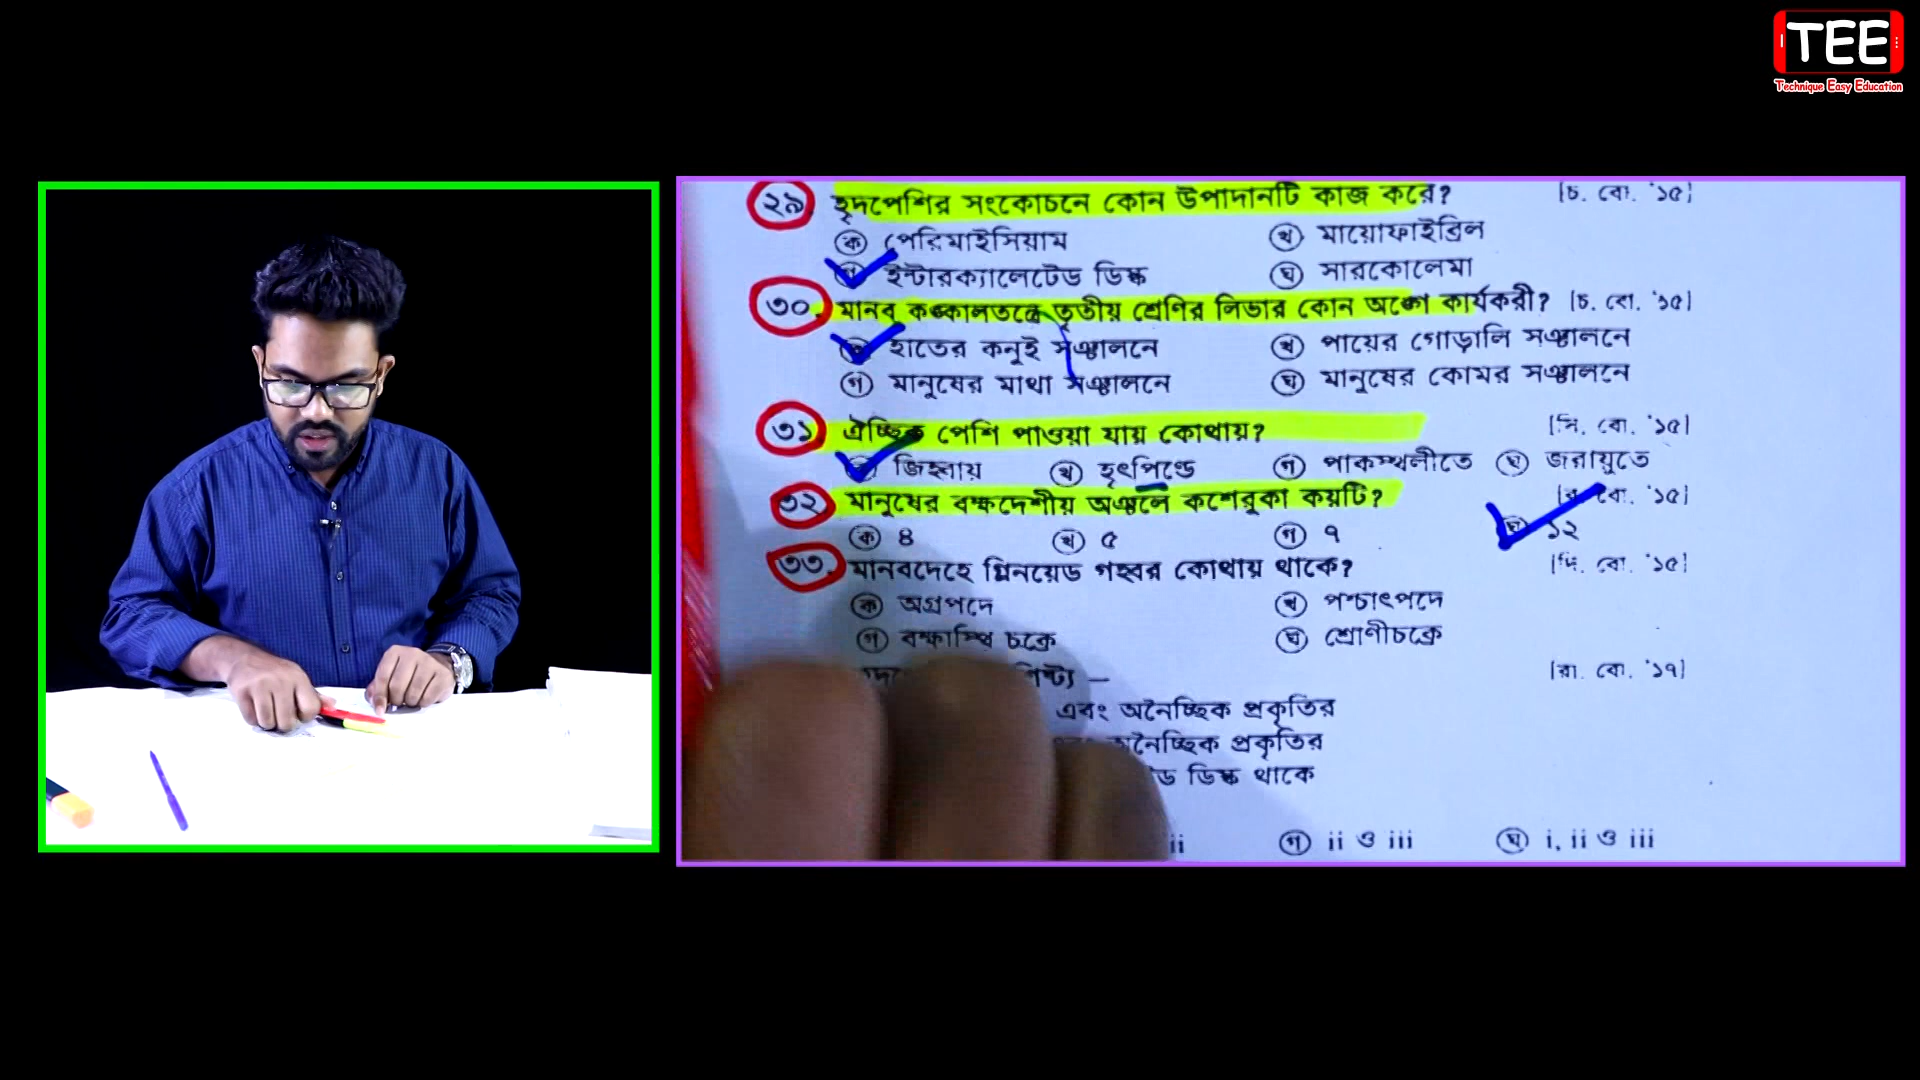 TEE
Technique Easy Education
২৯ হৃদপেশির সংকোচনে কোন উপাদানটি কাজ করে? [চ. বো. '১৫]
ক পেরিমাইসিয়াম খ মায়োফাইব্রিল
ইন্টারক্যালেটেড ডিস্ক ঘ সারকোলেমা
৩০. মানব কঙ্কালতন্ত্রে তৃতীয় শ্রেণির লিভার কোন অঙ্গে কার্যকরী? [চ. বো. '১৫]
হাতের কনুই সঞ্চালনে খ পায়ের গোড়ালি সঞ্চালনে
গ মানুষের মাথা সঞ্চালনে ঘ মানুষের কোমর সঞ্চালনে
৩১. ঐচ্ছিক পেশি পাওয়া যায় কোথায়? [সি. বো. '১৫]
জিহ্বায় খ হৃৎপিণ্ডে গ পাকস্থলীতে ঘ জরায়ুতে
৩২ মানুষের বক্ষদেশীয় অঞ্চলে কশেরুকা কয়টি? [ব. বো. '১৫]
ক ৪ খ ৫ গ ৭ ঘ ১২
৩৩. মানবদেহে গ্লিনয়েড গহ্বর কোথায় থাকে? [দি. বো. '১৫]
ক অগ্রপদে খ পশ্চাৎপদে
গ বক্ষাস্থি চক্রে ঘ শ্রোণীচক্রে
— [রা. বো. '১৭]
এবং অনৈচ্ছিক প্রকৃতির
এবং অনৈচ্ছিক প্রকৃতির
ডিস্ক থাকে
ii গ ii ও iii ঘ i, ii ও iii